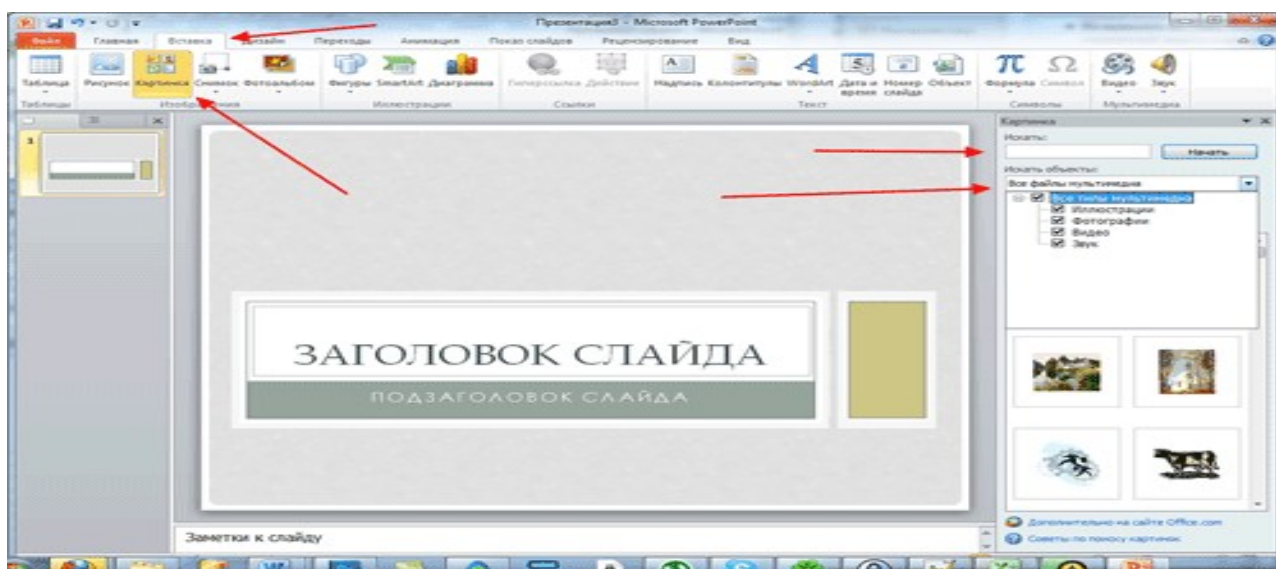 Презентация3 - Microsoft PowerPoint
Файл Главная Вставка Дизайн Переходы Анимация Показ слайдов Рецензирование Вид
Таблица Рисунок Картинка Снимок Фотоальбом Фигуры SmartArt Диаграмма Гиперссылка Действие Надпись Колонтитулы WordArt Дата и время Номер слайда Объект Формула Символ Видео Звук
Таблицы Изображения Иллюстрации Ссылки Текст Символы Мультимедиа
Картинка
Искать:
Начать
Искать объекты:
Все файлы мультимедиа
Все типы мультимедиа
Иллюстрации
Фотографии
Видео
Звук
1
ЗАГОЛОВОК СЛАЙДА
ПОДЗАГОЛОВОК СЛАЙДА
Заметки к слайду
Дополнительно на сайте Office.com
Советы по поиску картинок